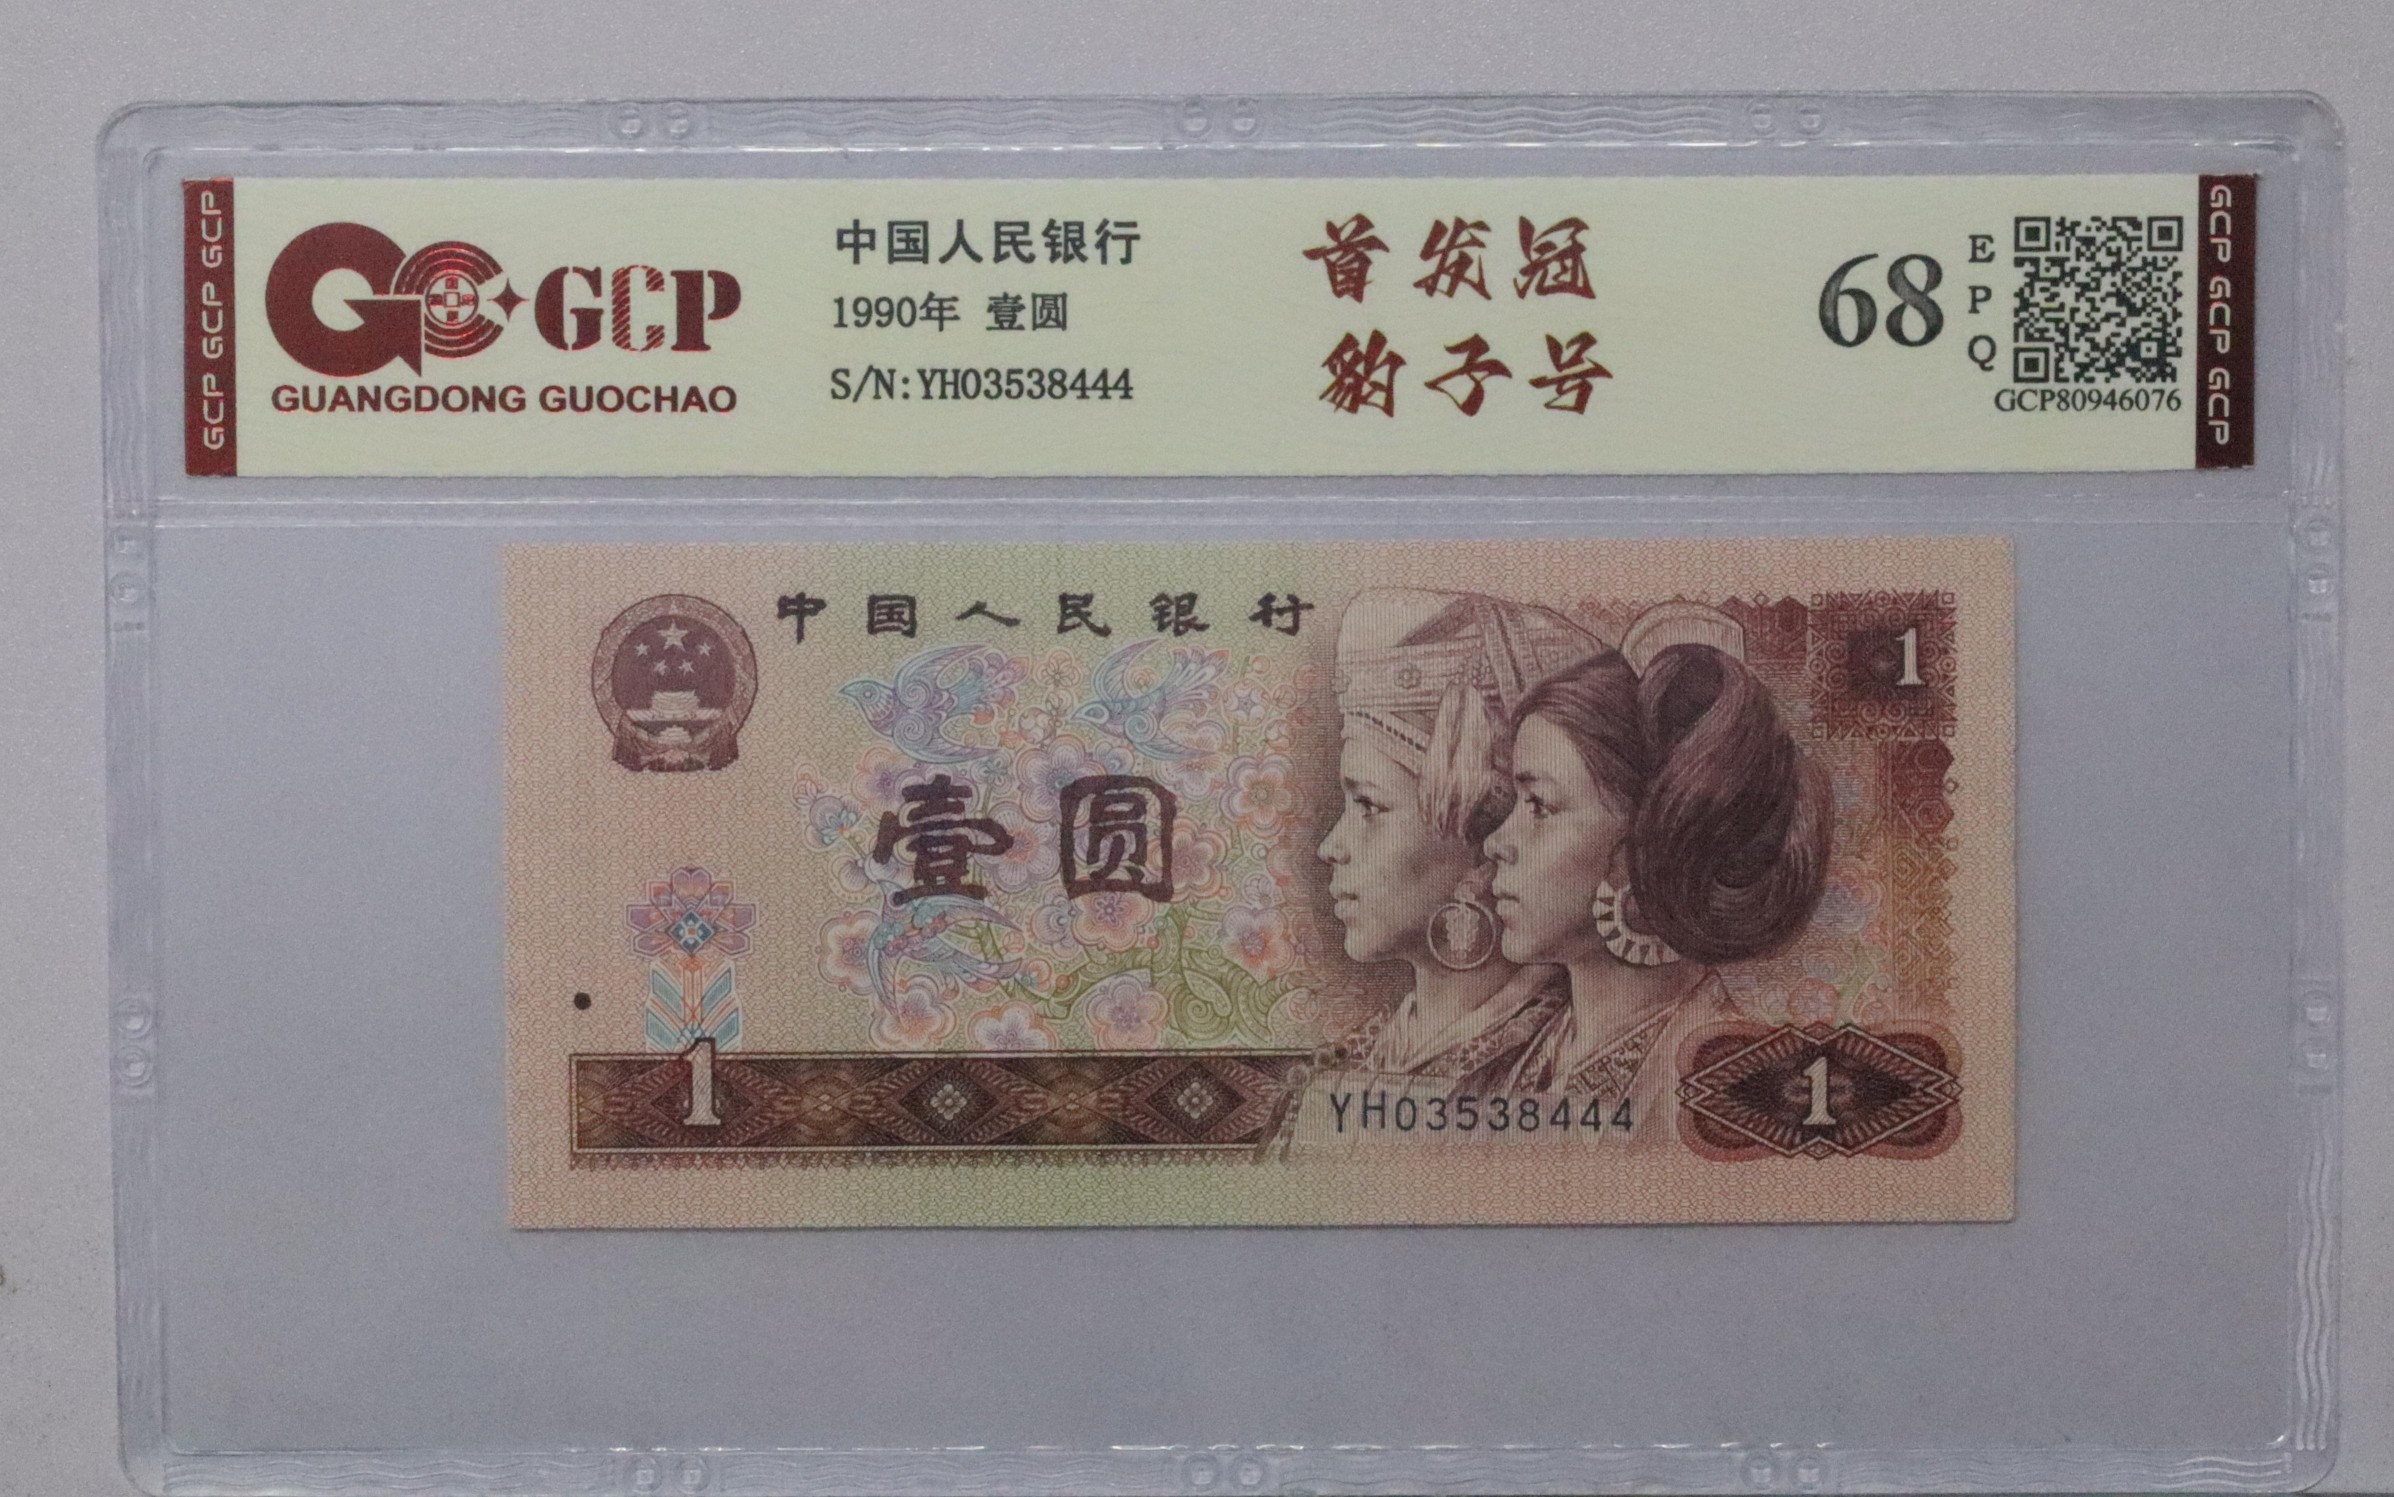 GCP GCP GCP
GCP
GUANGDONG GUOCHAO
中国人民银行
1990年 壹圆
S/N:YH03538444
首发冠
豹子号
68
E
P
Q
GCP80946076
GCP GCP GCP
中国人民银行
1
壹圆
1
YH03538444
1